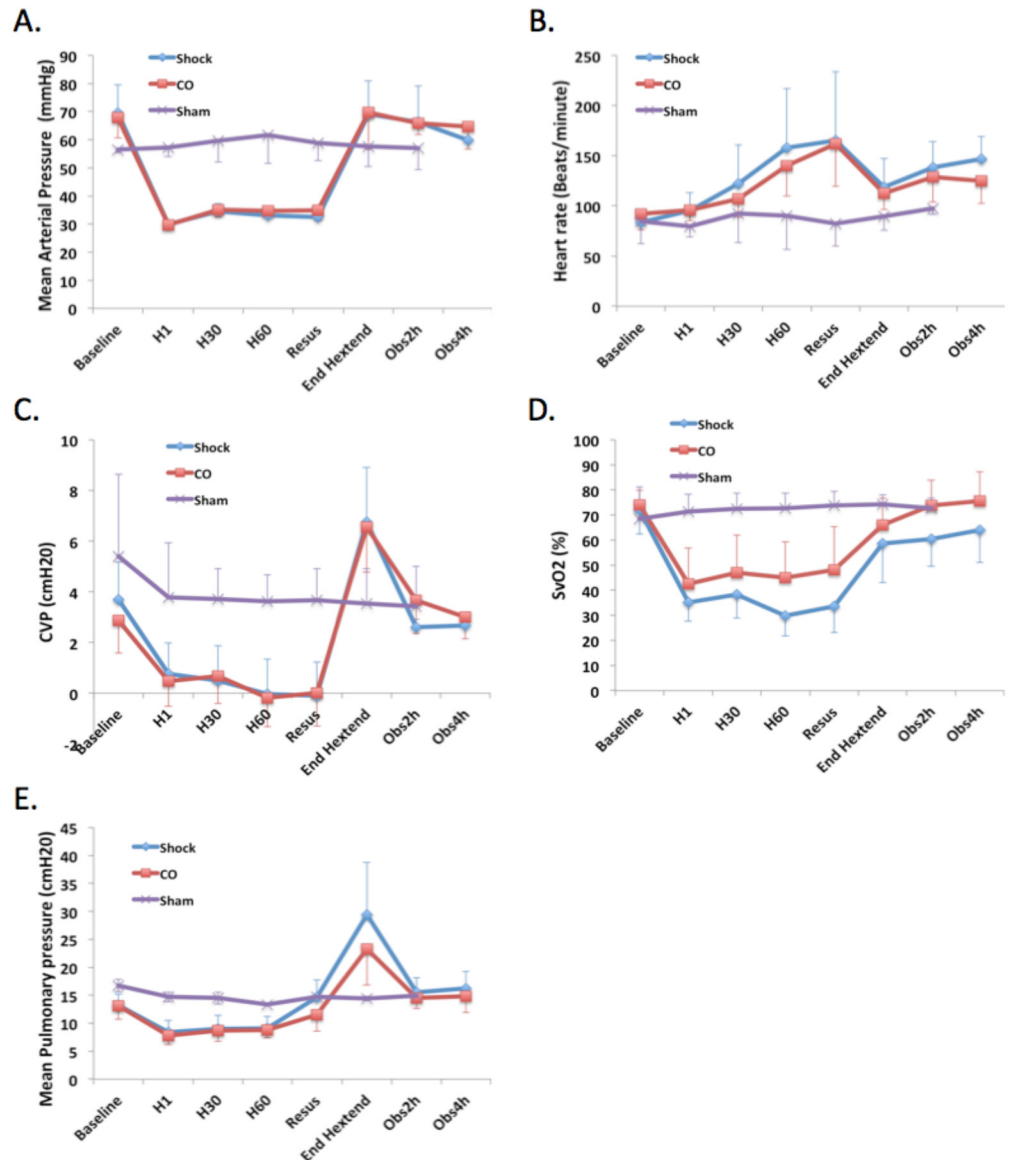 A.
Mean Arterial Pressure (mmHg)
90
80
70
60
50
40
30
20
10
0
Shock
CO
Sham
Baseline
H1
H30
H60
Resus
End Hextend
Obs2h
Obs4h
B.
Heart rate (Beats/minute)
250
200
150
100
50
0
Shock
CO
Sham
Baseline
H1
H30
H60
Resus
End Hextend
Obs2h
Obs4h
C.
CVP (cmH20)
10
8
6
4
2
0
-2
Shock
CO
Sham
Baseline
H1
H30
H60
Resus
End Hextend
Obs2h
Obs4h
D.
SvO2 (%)
100
90
80
70
60
50
40
30
20
10
0
Shock
CO
Sham
Baseline
H1
H30
H60
Resus
End Hextend
Obs2h
Obs4h
E.
Mean Pulmonary pressure (cmH20)
45
40
35
30
25
20
15
10
5
0
Shock
CO
Sham
Baseline
H1
H30
H60
Resus
End Hextend
Obs2h
Obs4h